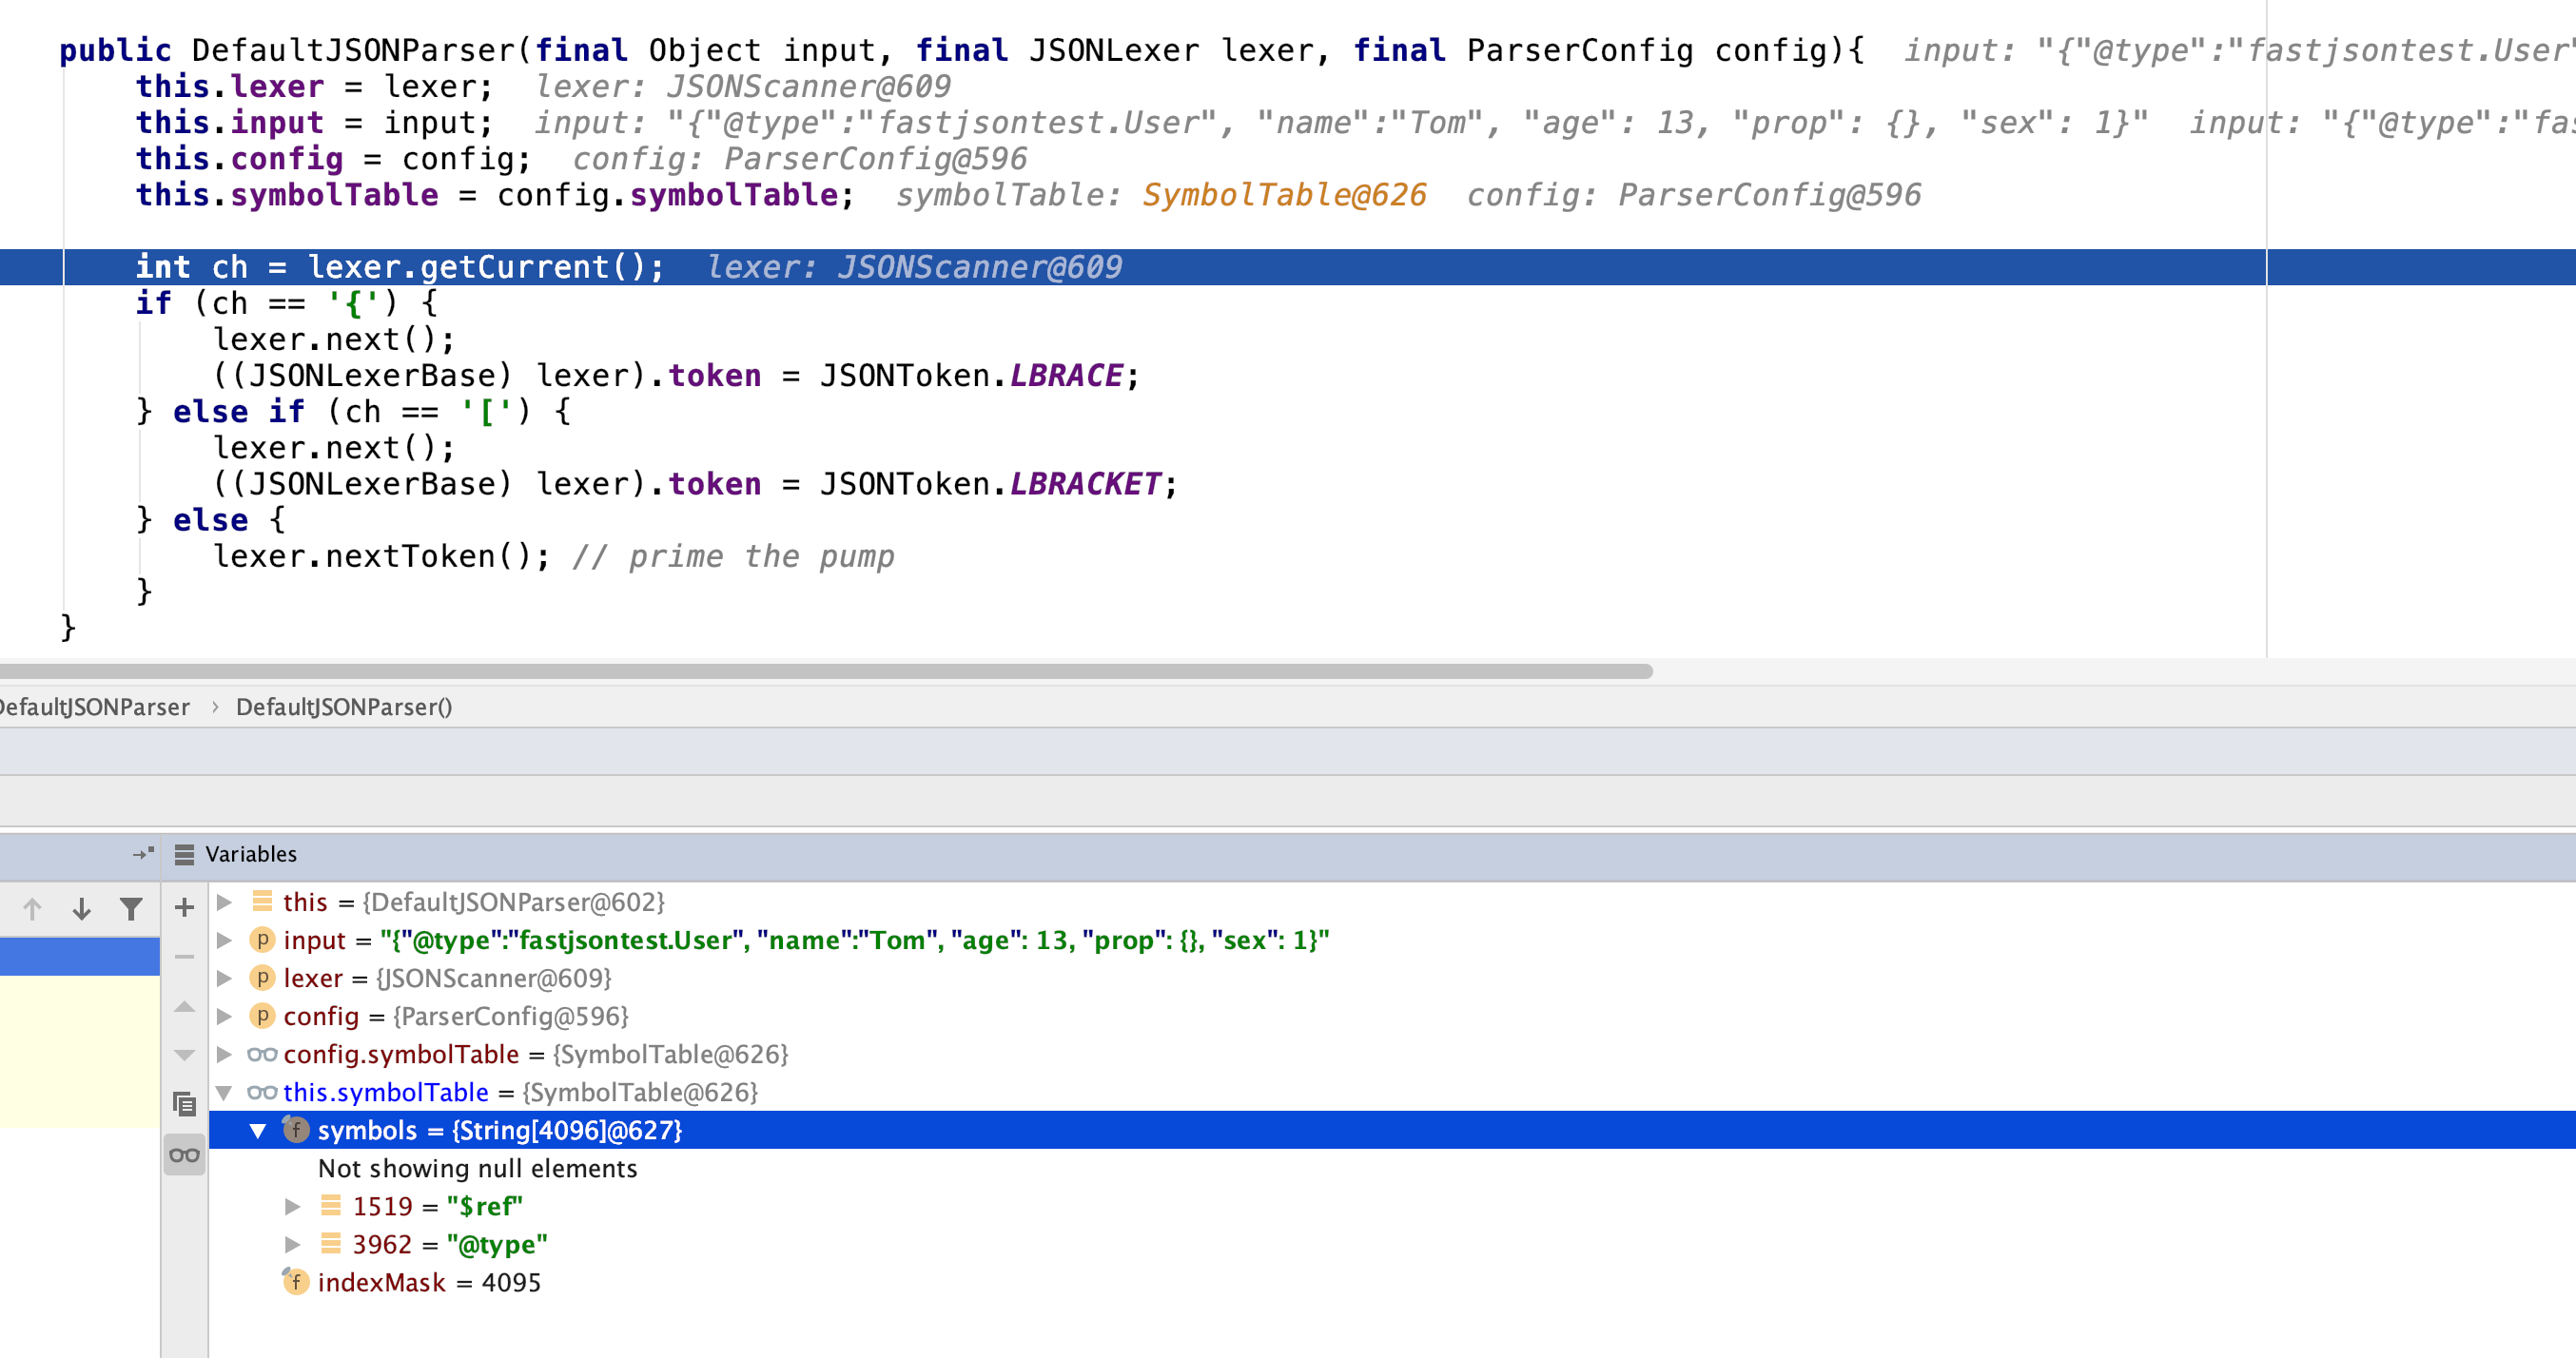 public DefaultJSONParser(final Object input, final JSONLexer lexer, final ParserConfig config){  input: "{"@type":"fastjsontest.User"
this.lexer = lexer;  lexer: JSONScanner@609
this.input = input;  input: "{"@type":"fastjsontest.User", "name":"Tom", "age": 13, "prop": {}, "sex": 1}"  input: "{"@type":"fas
this.config = config;  config: ParserConfig@596
this.symbolTable = config.symbolTable;  symbolTable: SymbolTable@626  config: ParserConfig@596
int ch = lexer.getCurrent();  lexer: JSONScanner@609
if (ch == '{') {
lexer.next();
((JSONLexerBase) lexer).token = JSONToken.LBRACE;
} else if (ch == '[') {
lexer.next();
((JSONLexerBase) lexer).token = JSONToken.LBRACKET;
} else {
lexer.nextToken(); // prime the pump
}
}
DefaultJSONParser › DefaultJSONParser()
Variables
this = {DefaultJSONParser@602}
input = "{"@type":"fastjsontest.User", "name":"Tom", "age": 13, "prop": {}, "sex": 1}"
lexer = {JSONScanner@609}
config = {ParserConfig@596}
config.symbolTable = {SymbolTable@626}
this.symbolTable = {SymbolTable@626}
symbols = {String[4096]@627}
Not showing null elements
1519 = "$ref"
3962 = "@type"
indexMask = 4095